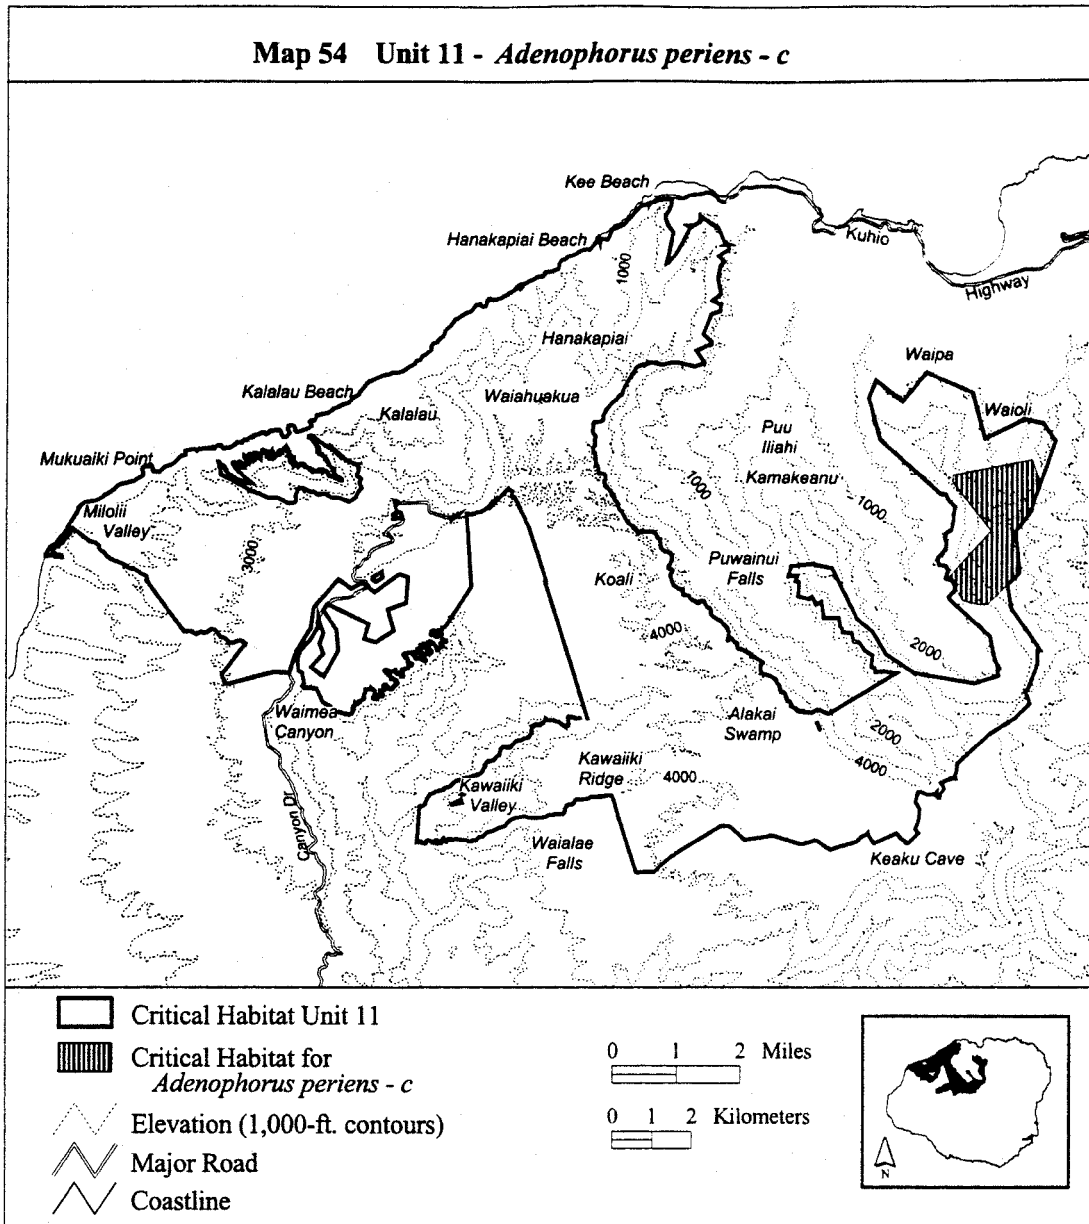 Map 54 Unit 11 - Adenophorus periens - c
Kee Beach
Hanakapiai Beach
Kuhio
Highway
1000
Hanakapiai
Waipa
Kalalau Beach
Waiahuakua
Kalalau
Waioli
Puu
Iliahi
Mukuaiki Point
Kamakeanu
1000
1000
Milolii
Valley
3000
Puwainui
Falls
Koali
4000
2000
Waimea
Canyon
Alakai
Swamp
2000
Kawaiiki
Ridge
4000
4000
Kawaiiki
Valley
Canyon Dr
Waialae
Falls
Keaku Cave
Critical Habitat Unit 11
Critical Habitat for
Adenophorus periens - c
Elevation (1,000-ft. contours)
Major Road
Coastline
0 1 2 Miles
0 1 2 Kilometers
N